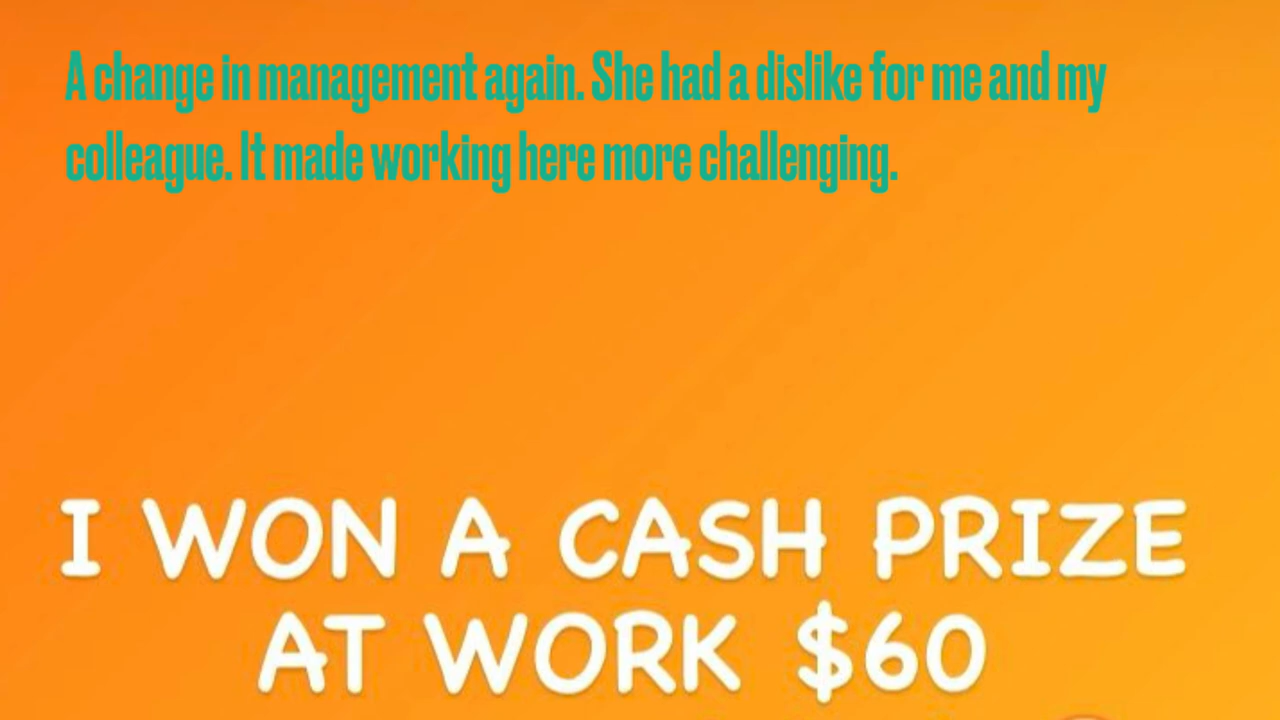 A change in management again. She had a dislike for me and my
colleague. It made working here more challenging.
I WON A CASH PRIZE
AT WORK $60